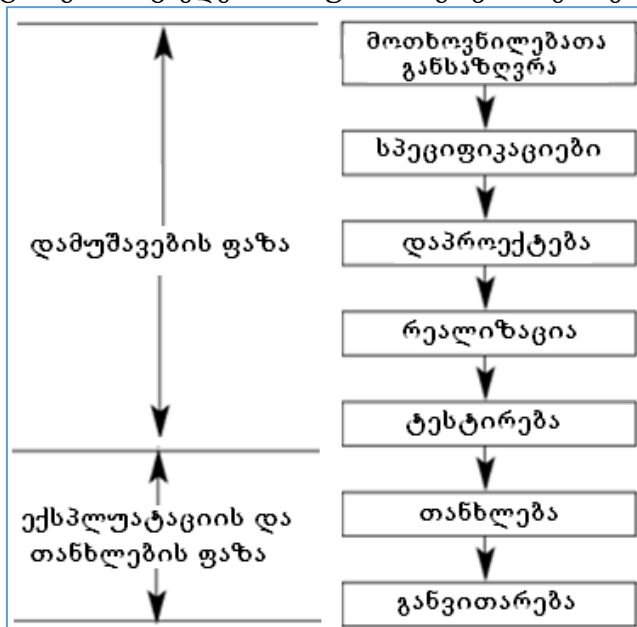 მოთხოვნილებათა
განსაზღვრა
სპეციფიკაციები
დამუშავების ფაზა
დაპროექტება
რეალიზაცია
ტესტირება
ექსპლუატაციის და
თანხლების ფაზა
თანხლება
განვითარება